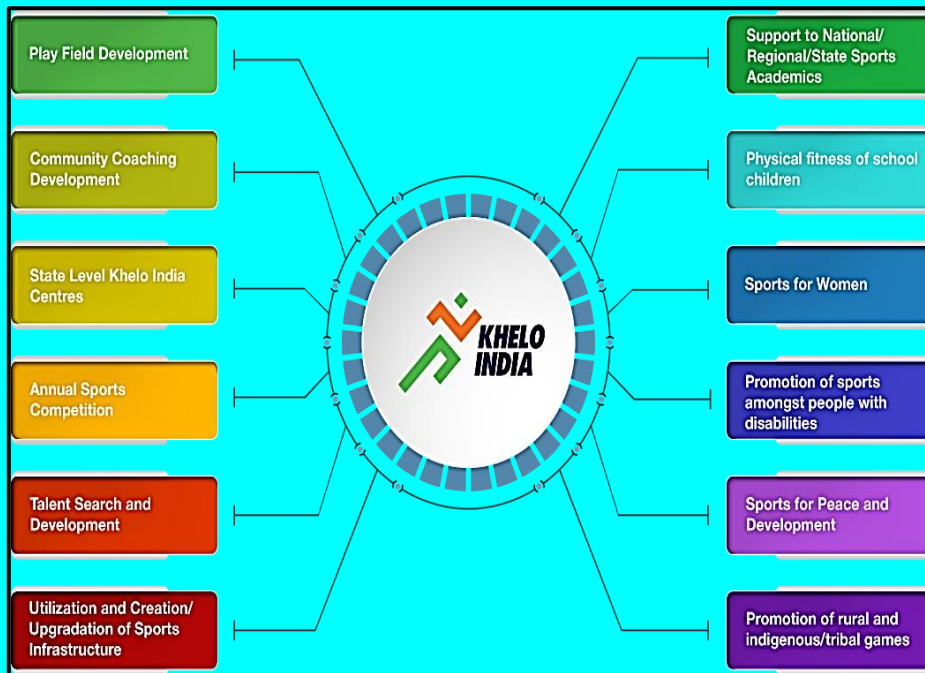 Play Field Development
Community Coaching
Development
State Level Khelo India
Centres
Annual Sports
Competition
Talent Search and
Development
Utilization and Creation/
Upgradation of Sports
Infrastructure
KHELO
INDIA
Support to National/
Regional/State Sports
Academics
Physical fitness of school
children
Sports for Women
Promotion of sports
amongst people with
disabilities
Sports for Peace and
Development
Promotion of rural and
indigenous/tribal games